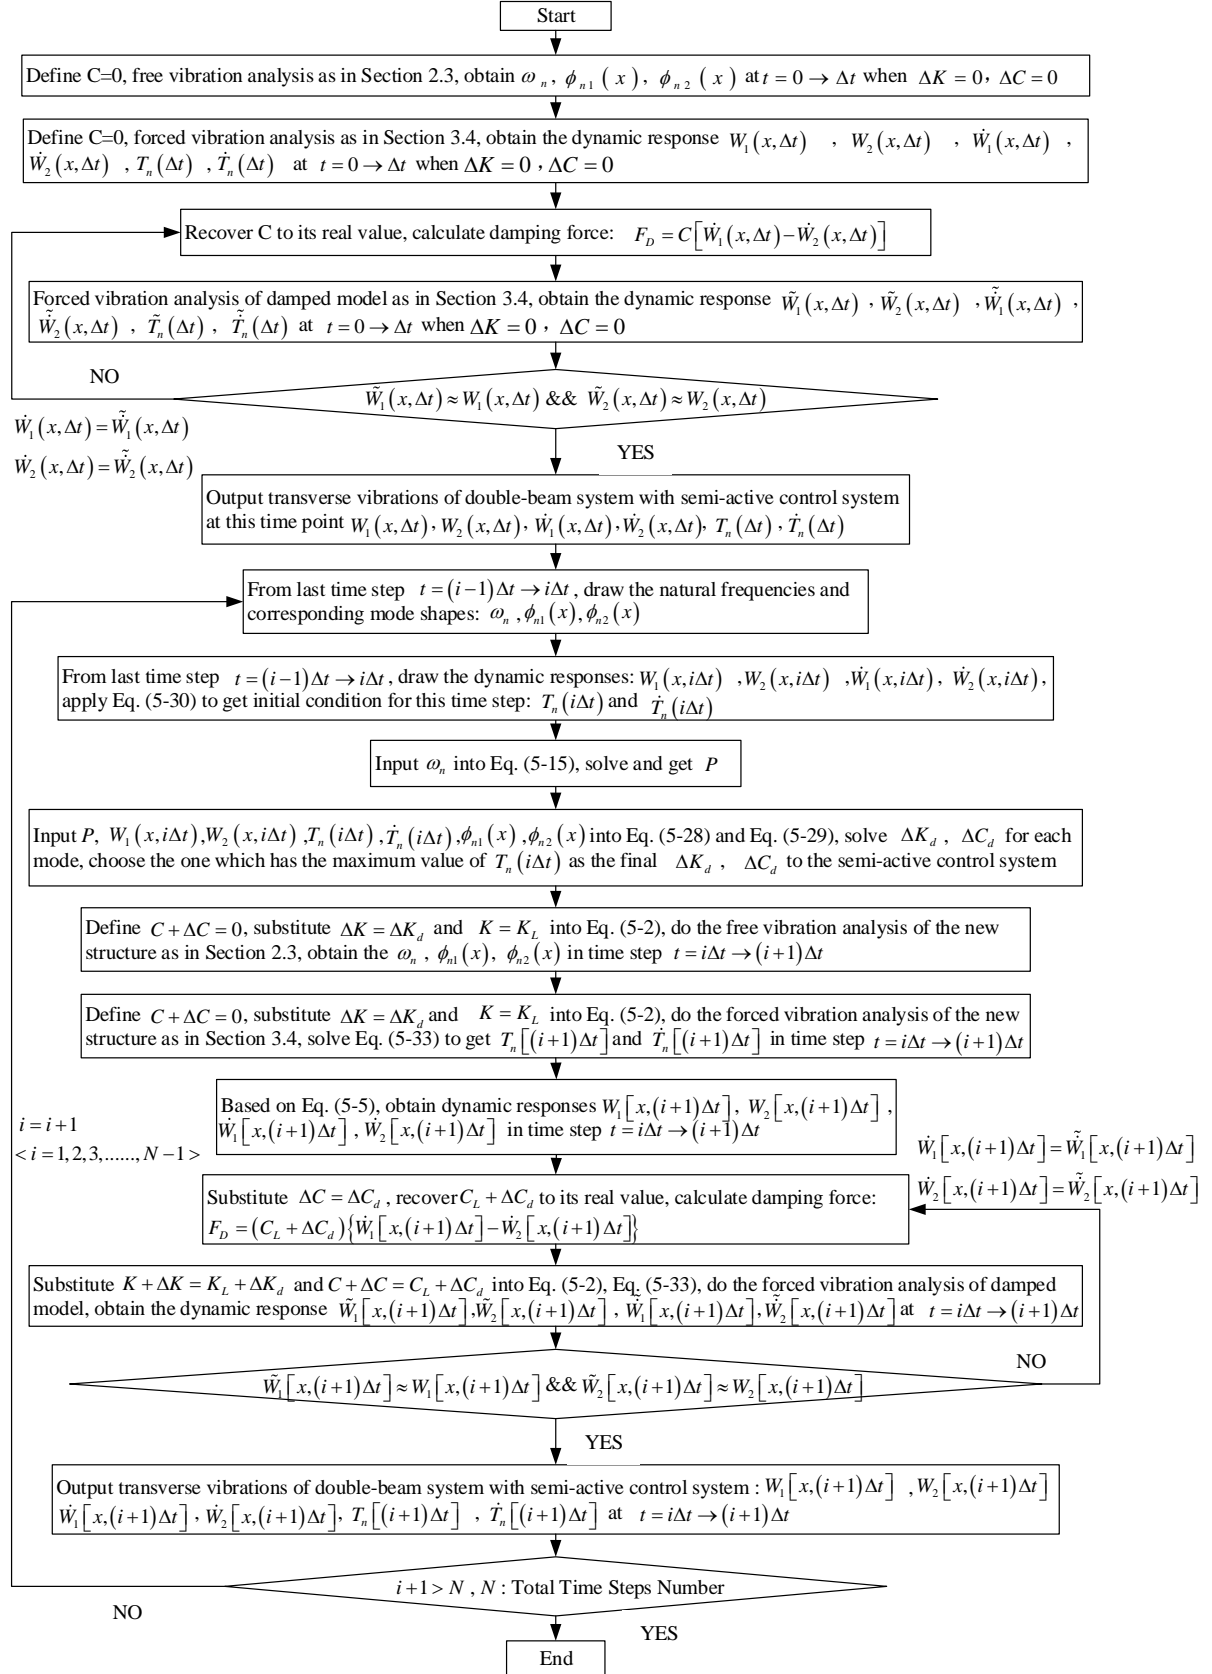 Start
Define C=0, free vibration analysis as in Section 2.3, obtain ω_n, ϕ_{n1}(x), ϕ_{n2}(x) at t = 0 → Δt when ΔK = 0, ΔC = 0
Define C=0, forced vibration analysis as in Section 3.4, obtain the dynamic response W_1(x,Δt) , W_2(x,Δt) , Ẇ_1(x,Δt) ,
Ẇ_2(x,Δt) , T_n(Δt) , Ṫ_n(Δt) at t = 0 → Δt when ΔK = 0 , ΔC = 0
Recover C to its real value, calculate damping force: F_D = C[Ẇ_1(x,Δt) − Ẇ_2(x,Δt)]
Forced vibration analysis of damped model as in Section 3.4, obtain the dynamic response W̃_1(x,Δt) , W̃_2(x,Δt) , Ẇ̃_1(x,Δt) ,
Ẇ̃_2(x,Δt) , T̃_n(Δt) , Ṫ̃_n(Δt) at t = 0 → Δt when ΔK = 0 , ΔC = 0
NO
W̃_1(x,Δt) ≈ W_1(x,Δt) && W̃_2(x,Δt) ≈ W_2(x,Δt)
Ẇ_1(x,Δt) = Ẇ̃_1(x,Δt)
Ẇ_2(x,Δt) = Ẇ̃_2(x,Δt)
YES
Output transverse vibrations of double-beam system with semi-active control system
at this time point W_1(x,Δt), W_2(x,Δt), Ẇ_1(x,Δt), Ẇ_2(x,Δt), T_n(Δt) , Ṫ_n(Δt)
From last time step t = (i−1)Δt → iΔt , draw the natural frequencies and
corresponding mode shapes: ω_n , ϕ_{n1}(x), ϕ_{n2}(x)
From last time step t = (i−1)Δt → iΔt , draw the dynamic responses: W_1(x,iΔt) , W_2(x,iΔt) , Ẇ_1(x,iΔt), Ẇ_2(x,iΔt),
apply Eq. (5-30) to get initial condition for this time step: T_n(iΔt) and Ṫ_n(iΔt)
Input ω_n into Eq. (5-15), solve and get P
Input P, W_1(x,iΔt), W_2(x,iΔt) , T_n(iΔt) , Ṫ_n(iΔt), ϕ_{n1}(x) , ϕ_{n2}(x) into Eq. (5-28) and Eq. (5-29), solve ΔK_d , ΔC_d for each
mode, choose the one which has the maximum value of T_n(iΔt) as the final ΔK_d , ΔC_d to the semi-active control system
Define C + ΔC = 0, substitute ΔK = ΔK_d and K = K_L into Eq. (5-2), do the free vibration analysis of the new
structure as in Section 2.3, obtain the ω_n , ϕ_{n1}(x), ϕ_{n2}(x) in time step t = iΔt → (i+1)Δt
Define C + ΔC = 0, substitute ΔK = ΔK_d and K = K_L into Eq. (5-2), do the forced vibration analysis of the new
structure as in Section 3.4, solve Eq. (5-33) to get T_n[(i+1)Δt] and Ṫ_n[(i+1)Δt] in time step t = iΔt → (i+1)Δt
Based on Eq. (5-5), obtain dynamic responses W_1[x,(i+1)Δt], W_2[x,(i+1)Δt] ,
Ẇ_1[x,(i+1)Δt] , Ẇ_2[x,(i+1)Δt] in time step t = iΔt → (i+1)Δt
i = i+1
< i = 1,2,3,......, N−1 >
Ẇ_1[x,(i+1)Δt] = Ẇ̃_1[x,(i+1)Δt]
Ẇ_2[x,(i+1)Δt] = Ẇ̃_2[x,(i+1)Δt]
Substitute ΔC = ΔC_d , recover C_L + ΔC_d to its real value, calculate damping force:
F_D = (C_L + ΔC_d){Ẇ_1[x,(i+1)Δt] − Ẇ_2[x,(i+1)Δt]}
Substitute K + ΔK = K_L + ΔK_d and C + ΔC = C_L + ΔC_d into Eq. (5-2), Eq. (5-33), do the forced vibration analysis of damped
model, obtain the dynamic response W̃_1[x,(i+1)Δt], W̃_2[x,(i+1)Δt] , Ẇ̃_1[x,(i+1)Δt], Ẇ̃_2[x,(i+1)Δt] at t = iΔt → (i+1)Δt
NO
W̃_1[x,(i+1)Δt] ≈ W_1[x,(i+1)Δt] && W̃_2[x,(i+1)Δt] ≈ W_2[x,(i+1)Δt]
YES
Output transverse vibrations of double-beam system with semi-active control system : W_1[x,(i+1)Δt] , W_2[x,(i+1)Δt]
Ẇ_1[x,(i+1)Δt] , Ẇ_2[x,(i+1)Δt], T_n[(i+1)Δt] , Ṫ_n[(i+1)Δt] at t = iΔt → (i+1)Δt
i+1 > N , N : Total Time Steps Number
NO
YES
End